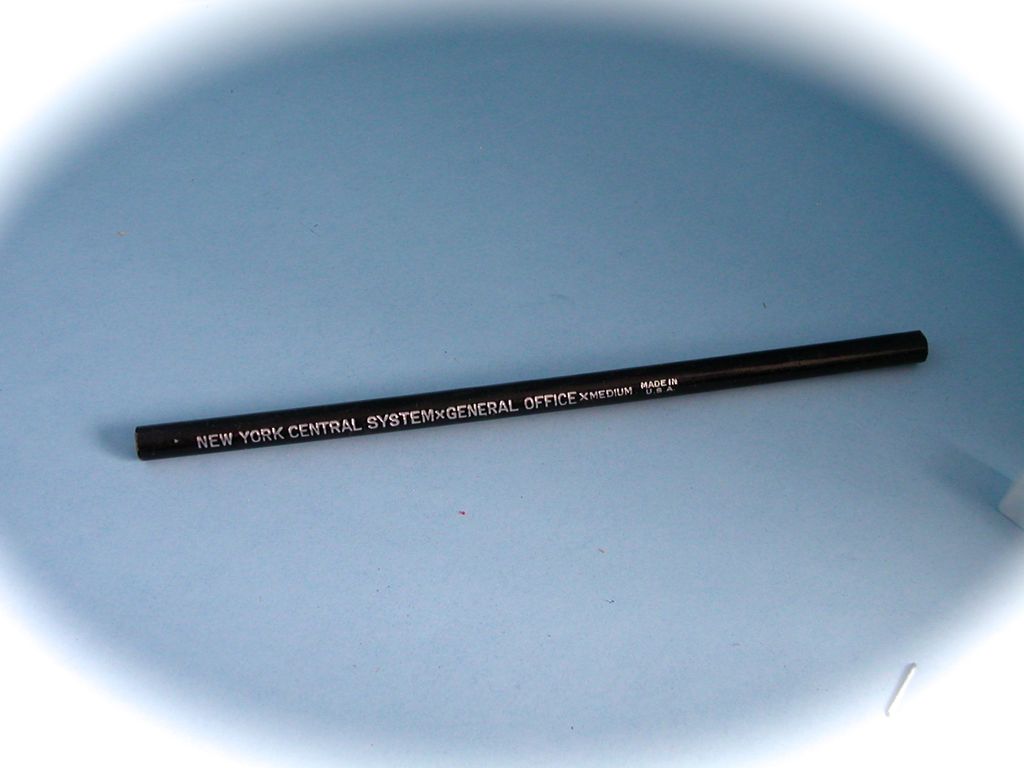 NEW YORK CENTRAL SYSTEM×GENERAL OFFICE×MEDIUM MADE IN
U.S.A.